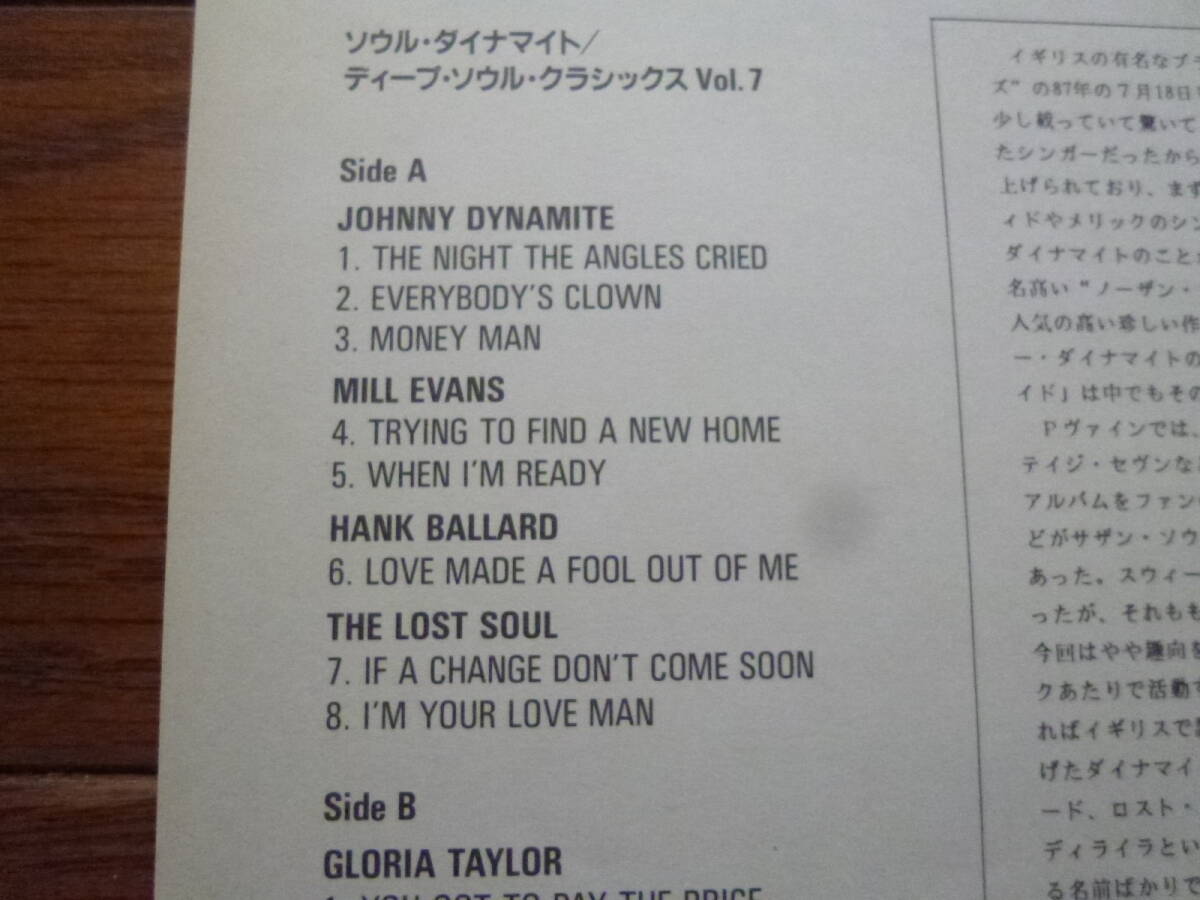 ソウル・ダイナマイト/
ディープ・ソウル・クラシックス Vol. 7
Side A
JOHNNY DYNAMITE
1. THE NIGHT THE ANGLES CRIED
2. EVERYBODY'S CLOWN
3. MONEY MAN
MILL EVANS
4. TRYING TO FIND A NEW HOME
5. WHEN I'M READY
HANK BALLARD
6. LOVE MADE A FOOL OUT OF ME
THE LOST SOUL
7. IF A CHANGE DON'T COME SOON
8. I'M YOUR LOVE MAN
Side B
GLORIA TAYLOR
1. YOU GOT TO PAY THE PRICE
イギリスの有名なブラ
ズ"の87年の7月18日
少し載っていて驚いて
たシンガーだったから
上げられており、まず
ィドやメリックのシン
ダイナマイトのこと
名高い"ノーザン・
人気の高い珍しい作
ー・ダイナマイトの
イド」は中でもその
Pヴァインでは、
テイジ・セヴンな
アルバムをファン
どがサザン・ソウ
あった。スウィー
ったが、それもも
今回はやや趣向を
クあたりで活動
ればイギリスで
げたダイナマイ
ード、ロスト・
ディライラとい
る名前ばかりで